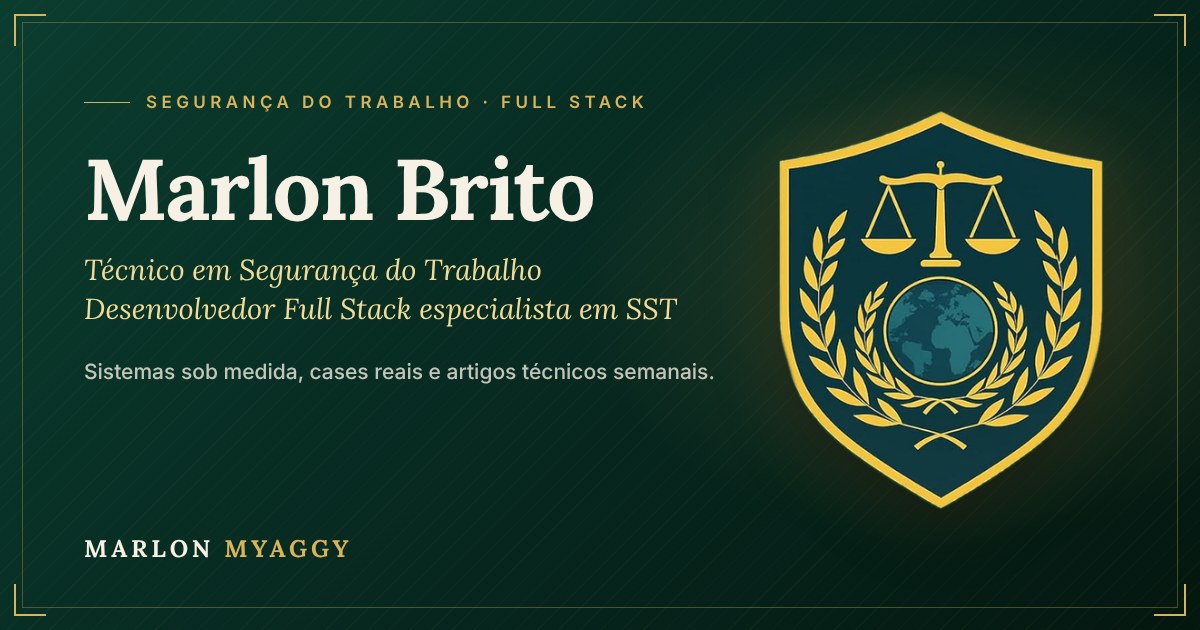 SEGURANÇA DO TRABALHO · FULL STACK
Marlon Brito
Técnico em Segurança do Trabalho
Desenvolvedor Full Stack especialista em SST
Sistemas sob medida, cases reais e artigos técnicos semanais.
MARLON MYAGGY